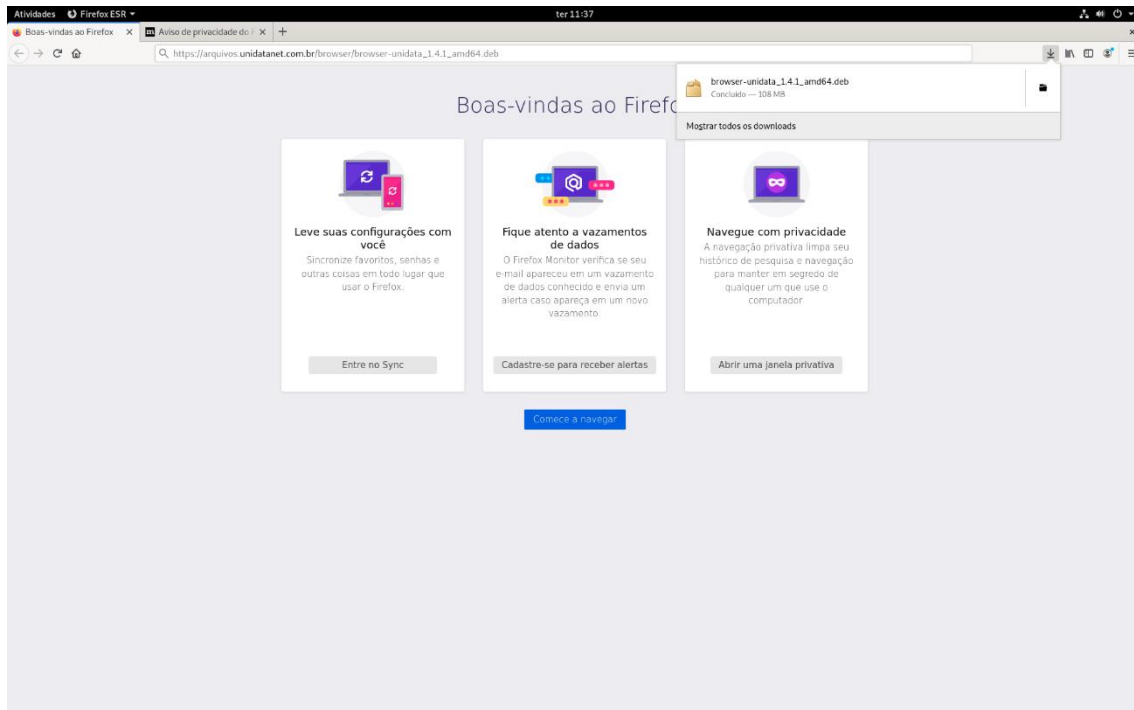 Atividades Firefox ESR ter 11:37
Boas-vindas ao Firefox Aviso de privacidade do F
https://arquivos.unidatanet.com.br/browser/browser-unidata_1.4.1_amd64.deb
browser-unidata_1.4.1_amd64.deb
Concluído — 108 MB
Mostrar todos os downloads
Boas-vindas ao Firefo
Leve suas configurações com
você
Sincronize favoritos, senhas e
outras coisas em todo lugar que
usar o Firefox.
Entre no Sync
Fique atento a vazamentos
de dados
O Firefox Monitor verifica se seu
e-mail apareceu em um vazamento
de dados conhecido e envia um
alerta caso apareça em um novo
vazamento.
Cadastre-se para receber alertas
Navegue com privacidade
A navegação privativa limpa seu
histórico de pesquisa e navegação
para manter em segredo de
qualquer um que use o
computador.
Abrir uma janela privativa
Comece a navegar